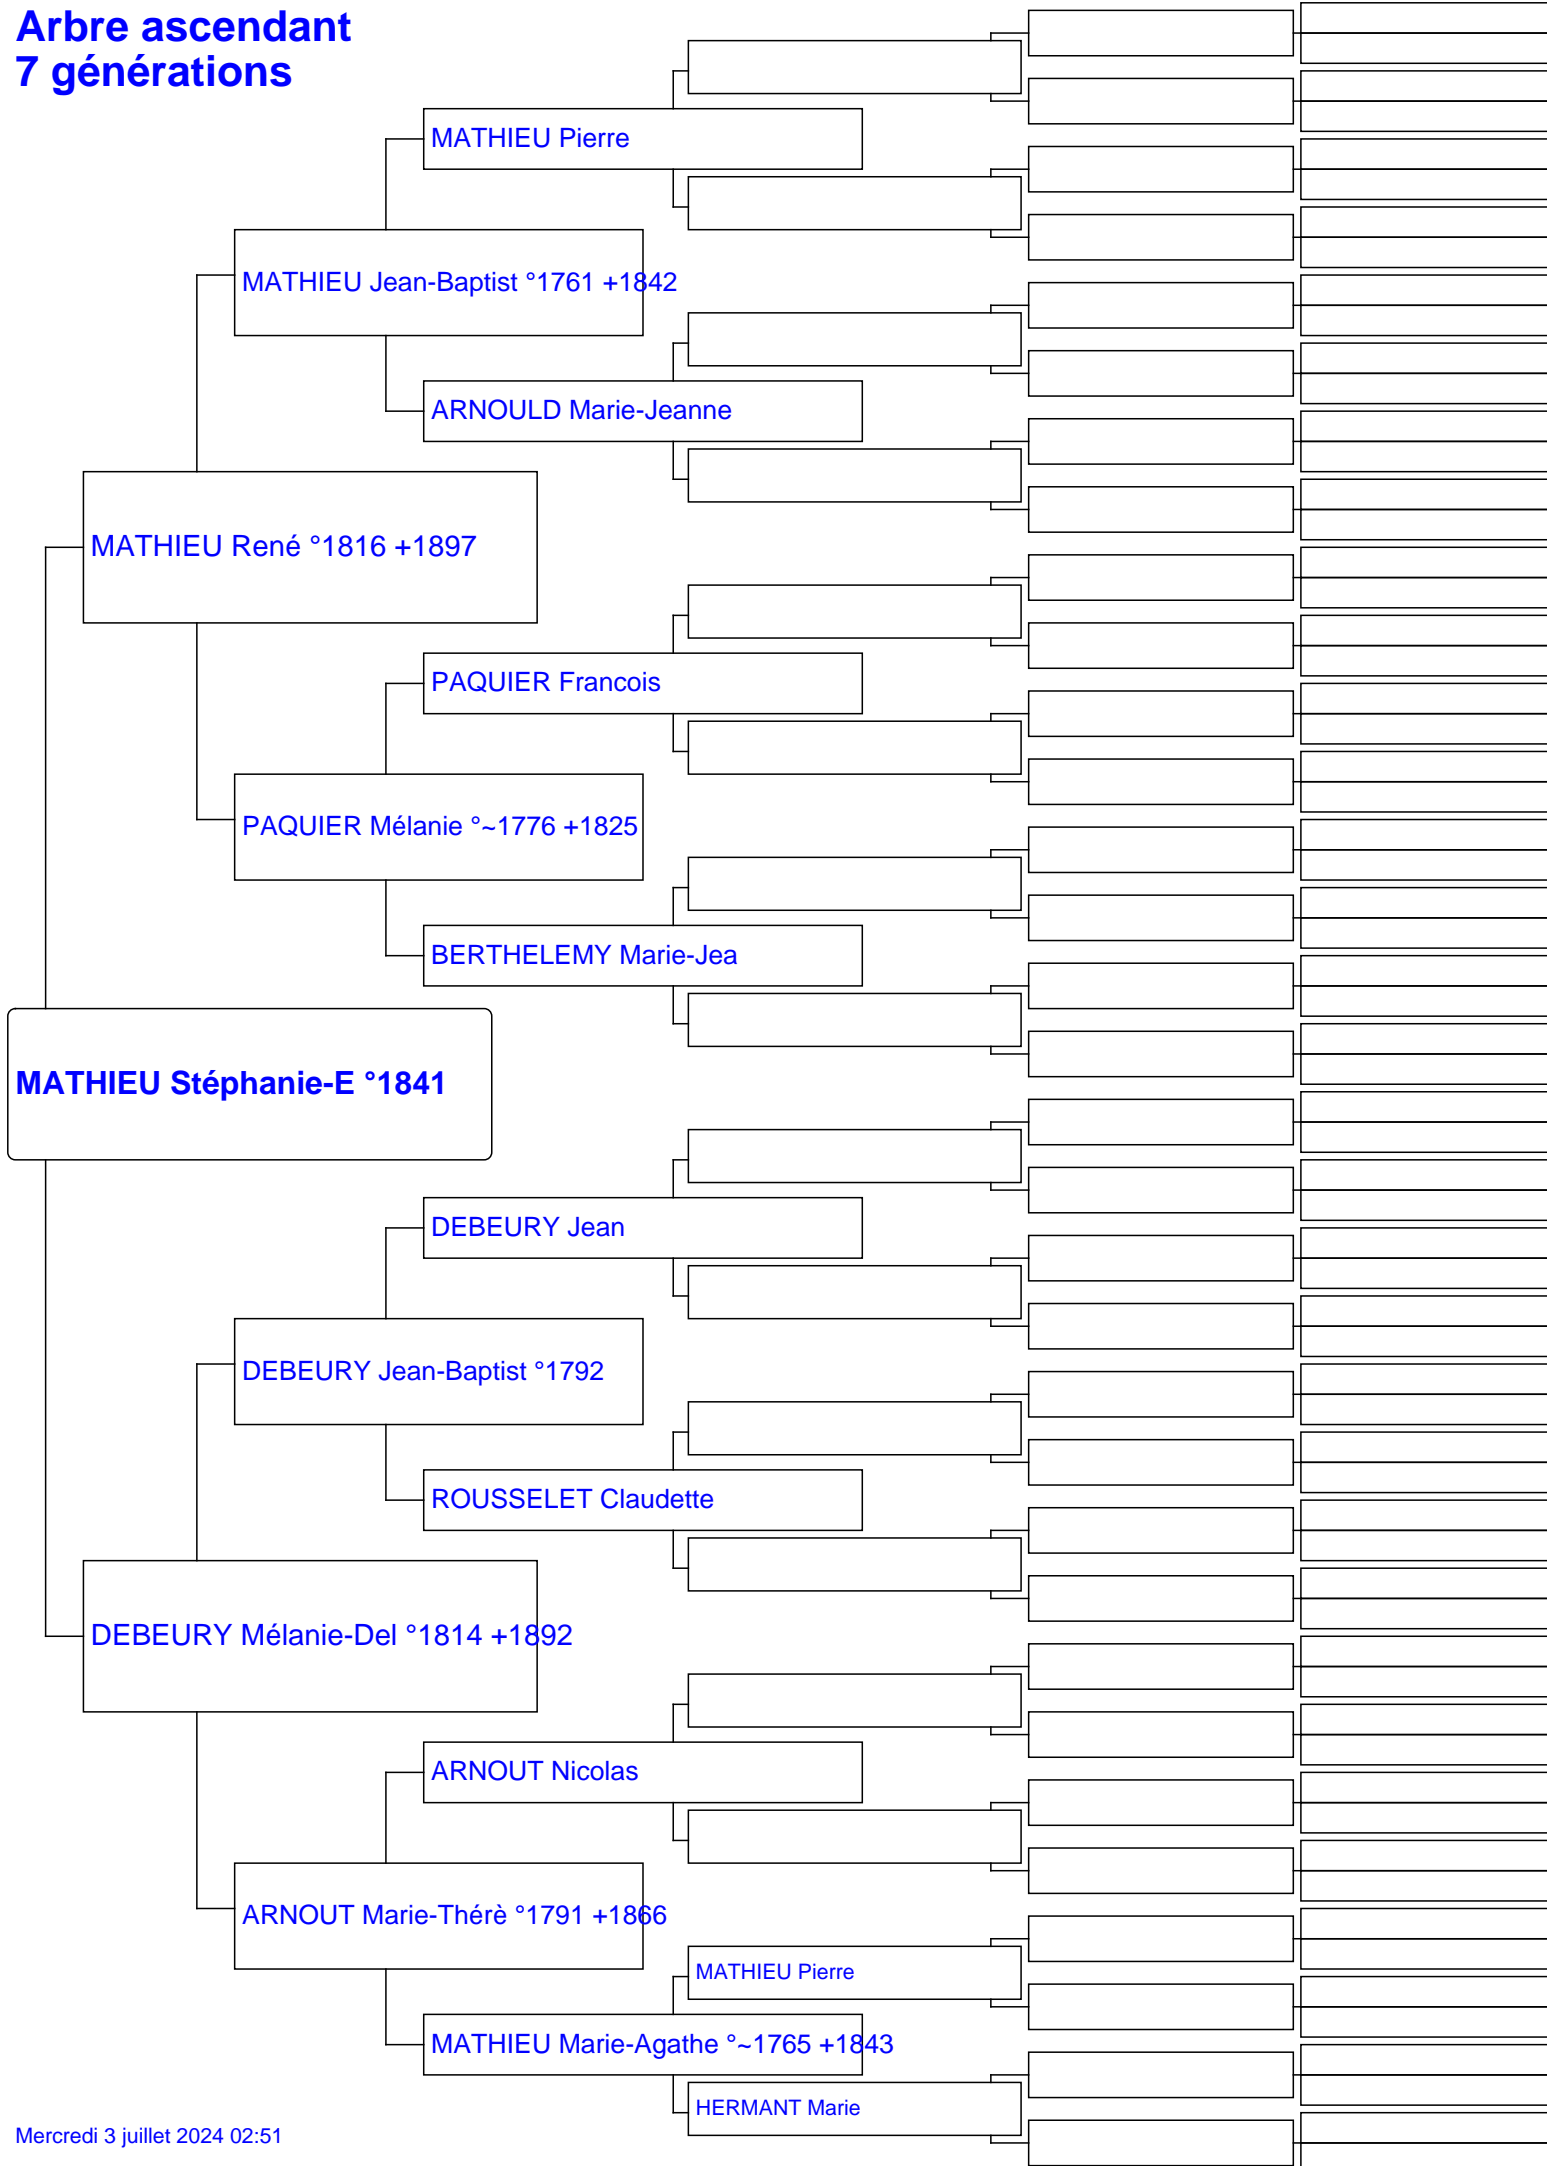 Arbre ascendant
7 générations
MATHIEU Pierre
MATHIEU Jean-Baptist °1761 +1842
ARNOULD Marie-Jeanne
MATHIEU René °1816 +1897
PAQUIER Francois
PAQUIER Mélanie °~1776 +1825
BERTHELEMY Marie-Jea
MATHIEU Stéphanie-E °1841
DEBEURY Jean
DEBEURY Jean-Baptist °1792
ROUSSELET Claudette
DEBEURY Mélanie-Del °1814 +1892
ARNOUT Nicolas
ARNOUT Marie-Thérè °1791 +1866
MATHIEU Pierre
MATHIEU Marie-Agathe °~1765 +1843
HERMANT Marie
Mercredi 3 juillet 2024 02:51